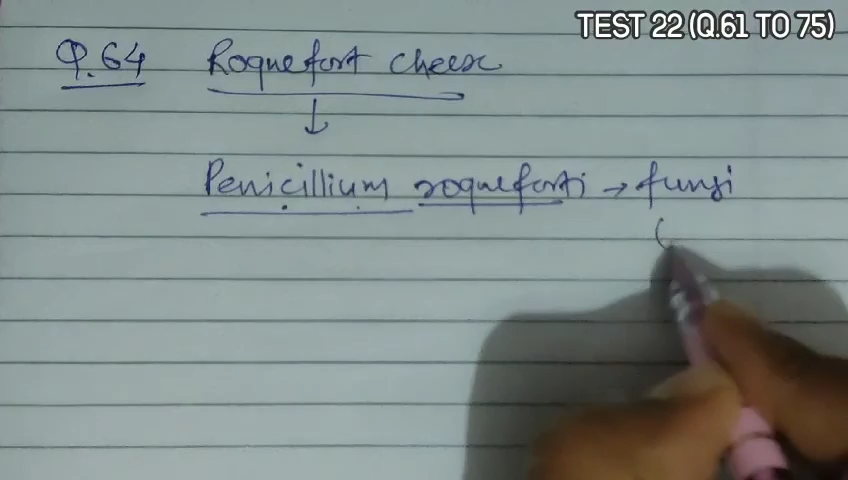 TEST 22 (Q.61 TO 75)
Q.64 Roquefort cheese
↓
Penicillium roqueforti → fungi
(